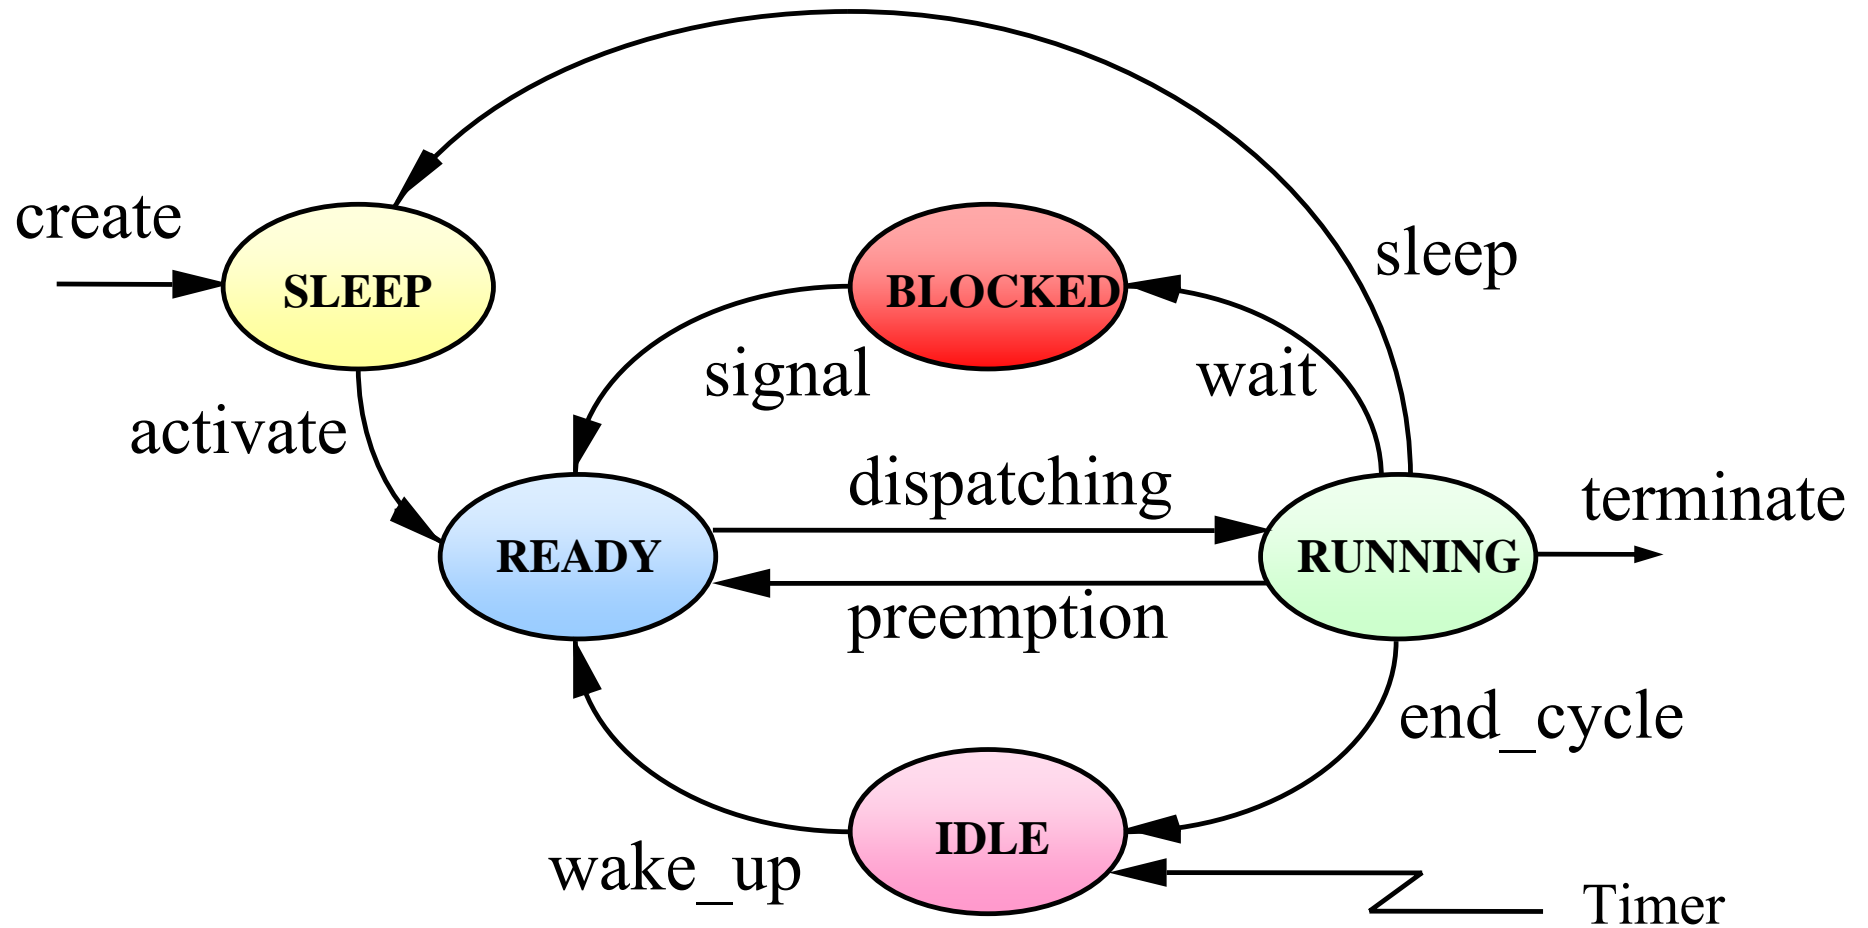 create
SLEEP
BLOCKED
sleep
signal
wait
activate
dispatching
terminate
READY
RUNNING
preemption
end_cycle
IDLE
wake_up
Timer